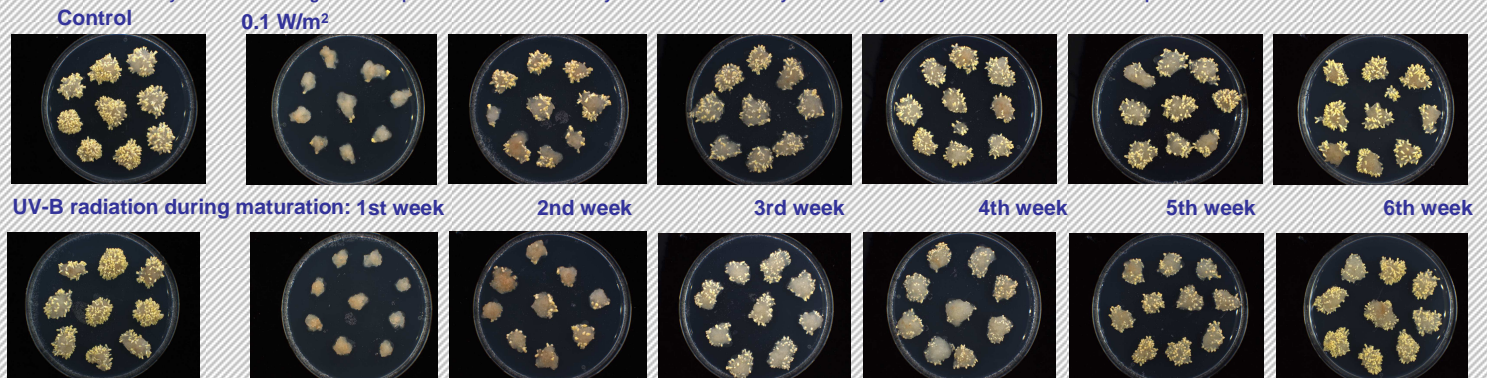 Control
0.1 W/m²
UV-B radiation during maturation: 1st week 2nd week 3rd week 4th week 5th week 6th week